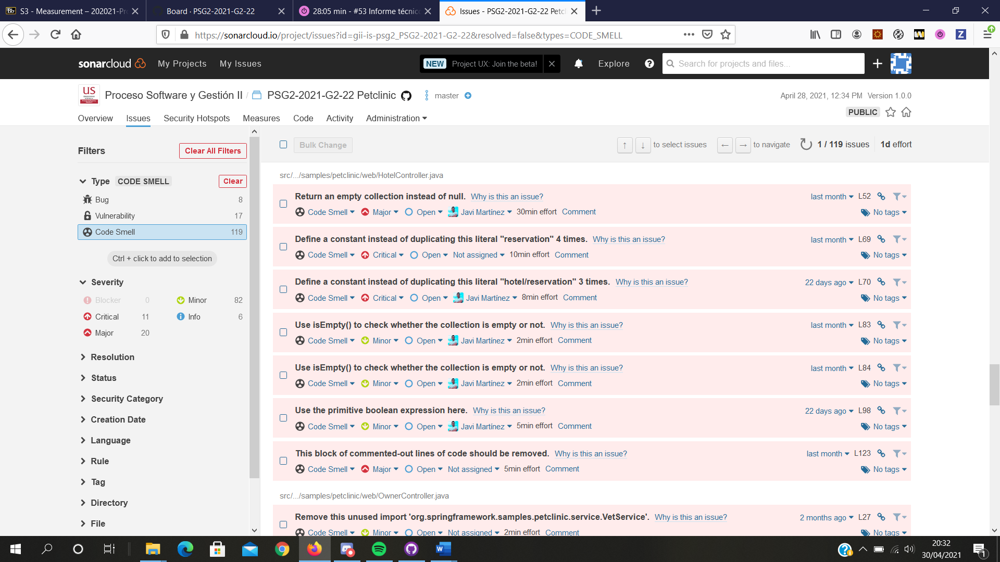 S3 - Measurement – 202021-Pr
Board · PSG2-2021-G2-22
28:05 min - #53 Informe técnico
Issues - PSG2-2021-G2-22 Petcl
https://sonarcloud.io/project/issues?id=gii-is-psg2_PSG2-2021-G2-22&resolved=false&types=CODE_SMELL
sonarcloud My Projects My Issues NEW Project UX: Join the beta! Explore Search for projects and files...
US Proceso Software y Gestión II / PSG2-2021-G2-22 Petclinic master April 28, 2021, 12:34 PM Version 1.0.0
PUBLIC
Overview Issues Security Hotspots Measures Code Activity Administration
Filters Clear All Filters
Type CODE SMELL Clear
Bug 8
Vulnerability 17
Code Smell 119
Ctrl + click to add to selection
Severity
Blocker 0 Minor 82
Critical 11 Info 6
Major 20
Resolution
Status
Security Category
Creation Date
Language
Rule
Tag
Directory
File
Bulk Change ↑ ↓ to select issues ← → to navigate 1 / 119 issues 1d effort
src/.../samples/petclinic/web/HotelController.java
Return an empty collection instead of null. Why is this an issue? last month L52
Code Smell Major Open Javi Martínez 30min effort Comment No tags
Define a constant instead of duplicating this literal "reservation" 4 times. Why is this an issue? last month L69
Code Smell Critical Open Not assigned 10min effort Comment No tags
Define a constant instead of duplicating this literal "hotel/reservation" 3 times. Why is this an issue? 22 days ago L70
Code Smell Critical Open Javi Martínez 8min effort Comment No tags
Use isEmpty() to check whether the collection is empty or not. Why is this an issue? last month L83
Code Smell Minor Open Javi Martínez 2min effort Comment No tags
Use isEmpty() to check whether the collection is empty or not. Why is this an issue? last month L84
Code Smell Minor Open Javi Martínez 2min effort Comment No tags
Use the primitive boolean expression here. Why is this an issue? 22 days ago L98
Code Smell Minor Open Javi Martínez 5min effort Comment No tags
This block of commented-out lines of code should be removed. Why is this an issue? last month L123
Code Smell Major Open Not assigned 5min effort Comment No tags
src/.../samples/petclinic/web/OwnerController.java
Remove this unused import 'org.springframework.samples.petclinic.service.VetService'. Why is this an issue? 2 months ago L27
Code Smell Minor Open Not assigned 2min effort Comment No tags
20:32
30/04/2021
1